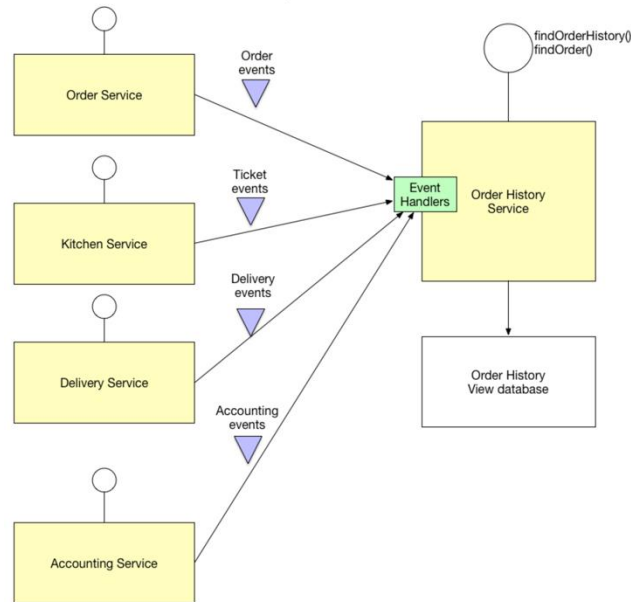 findOrderHistory()
findOrder()
Order
events
Order Service
Ticket
events
Event
Handlers
Order History
Service
Kitchen Service
Delivery
events
Delivery Service
Order History
View database
Accounting
events
Accounting Service